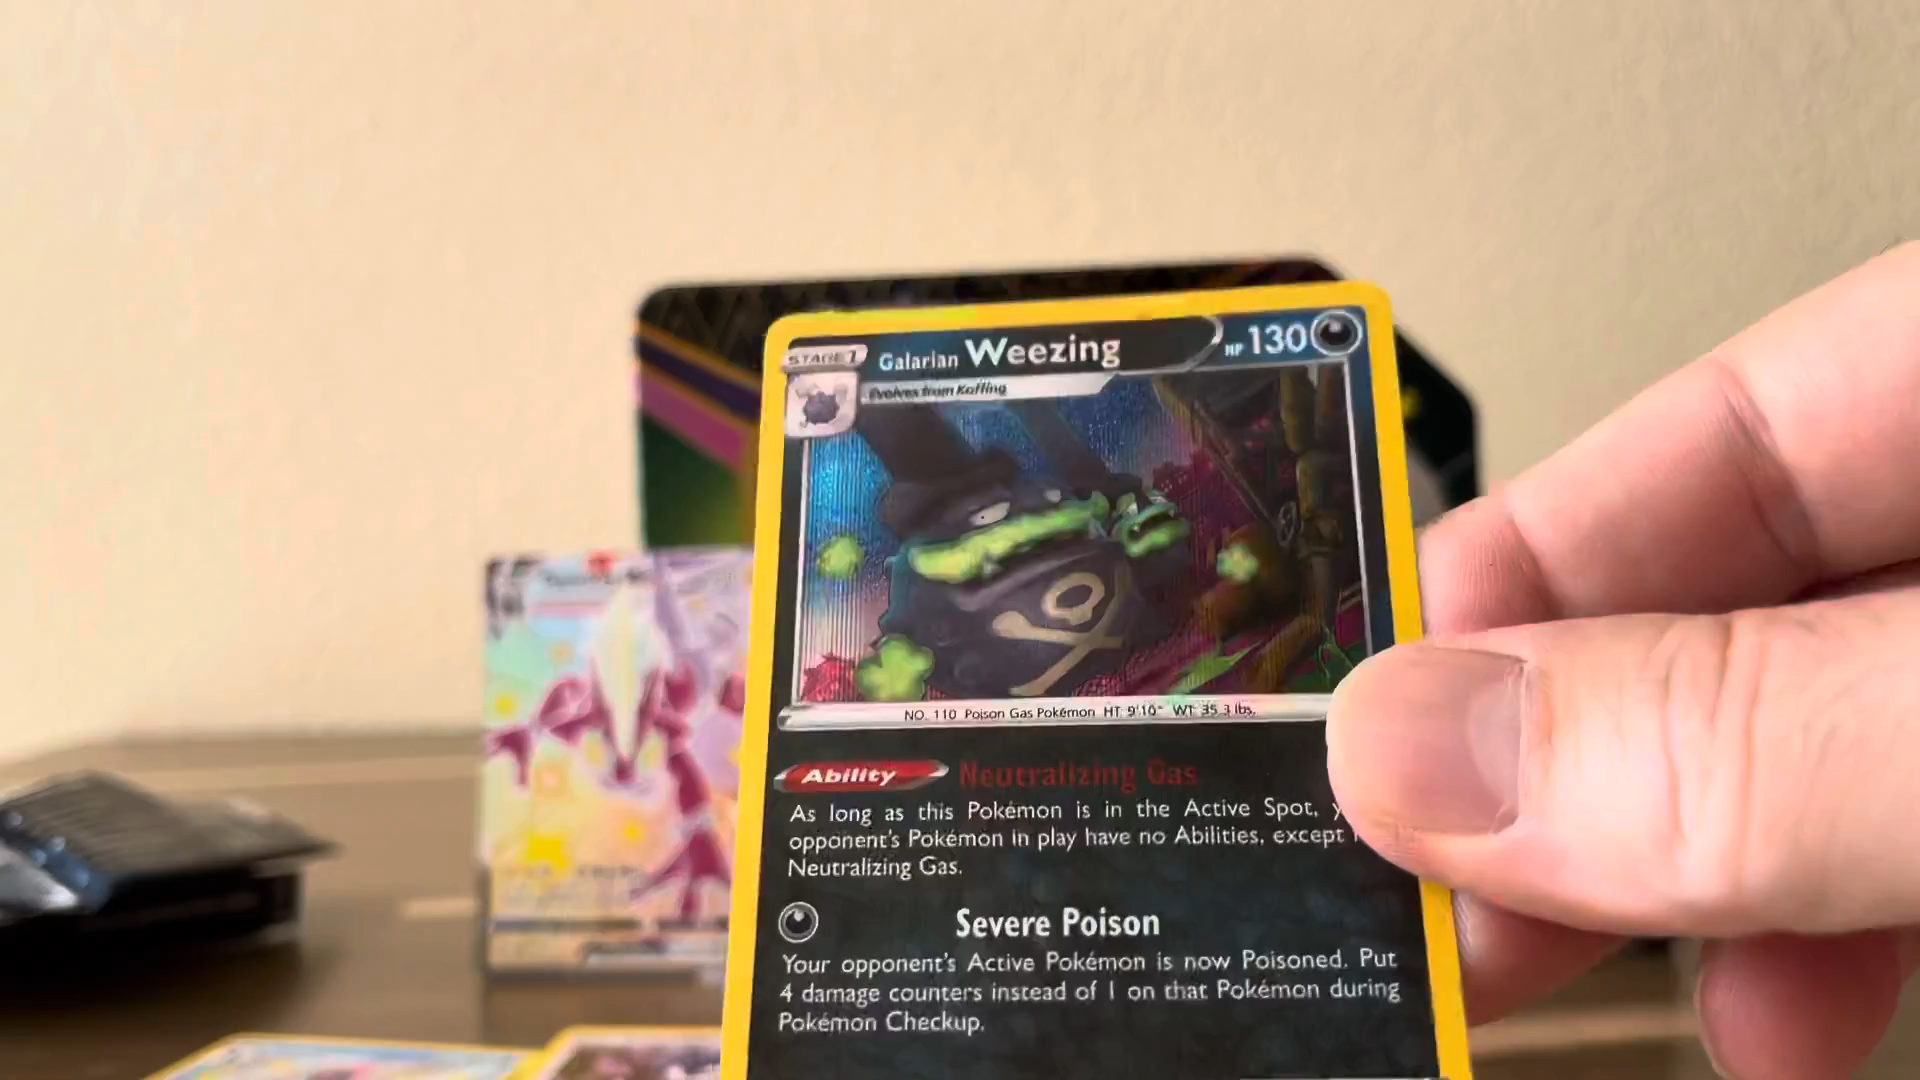 STAGE 1
Galarian Weezing
HP 130
Evolves from Koffing
NO. 110 Poison Gas Pokémon HT: 9'10" WT: 35.3 lbs.
Ability Neutralizing Gas
As long as this Pokémon is in the Active Spot,
opponent's Pokémon in play have no Abilities, except
Neutralizing Gas.
Severe Poison
Your opponent's Active Pokémon is now Poisoned. Put
4 damage counters instead of 1 on that Pokémon during
Pokémon Checkup.